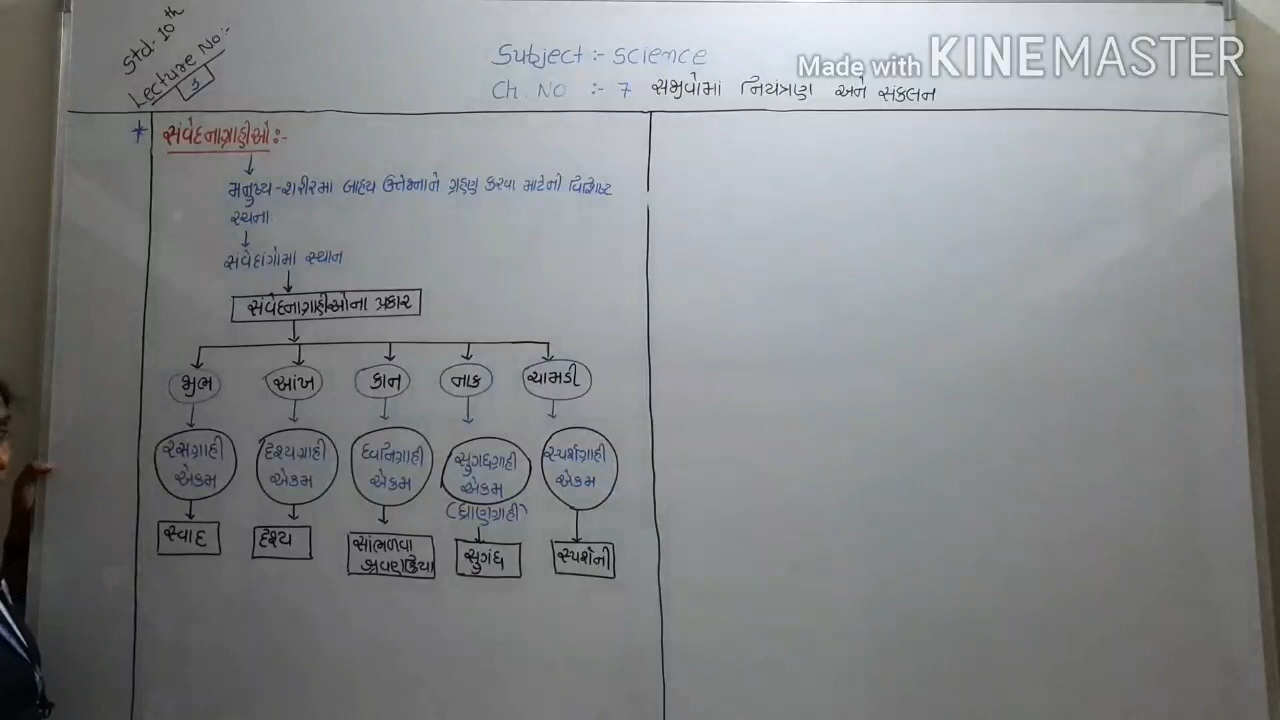 Std. 10th
Lecture No:-
3
Subject :- Science
Ch. NO :- 7 સજીવોમાં નિયંત્રણ અને સંકલન
Made with KINEMASTER
* સંવેદનાગ્રાહીઓ:-
મનુષ્ય-શરીરમા બાહ્ય ઉત્તેજનાને ગ્રહણ કરવા માટેની વિશિષ્ટ
રચના
સંવેદાંગોમા સ્થાન
સંવેદનાગ્રાહીઓના પ્રકાર
જીભ આંખ કાન નાક ચામડી
રસગ્રાહી એકમ
દૃશ્યગ્રાહી એકમ
ધ્વનિગ્રાહી એકમ
સુગંધગ્રાહી એકમ
(ઘ્રાણગ્રાહી)
સ્પર્શગ્રાહી એકમ
સ્વાદ
દૃશ્ય
સાંભળવા
શ્રવણક્રિયા
સુગંધ
સ્પર્શની